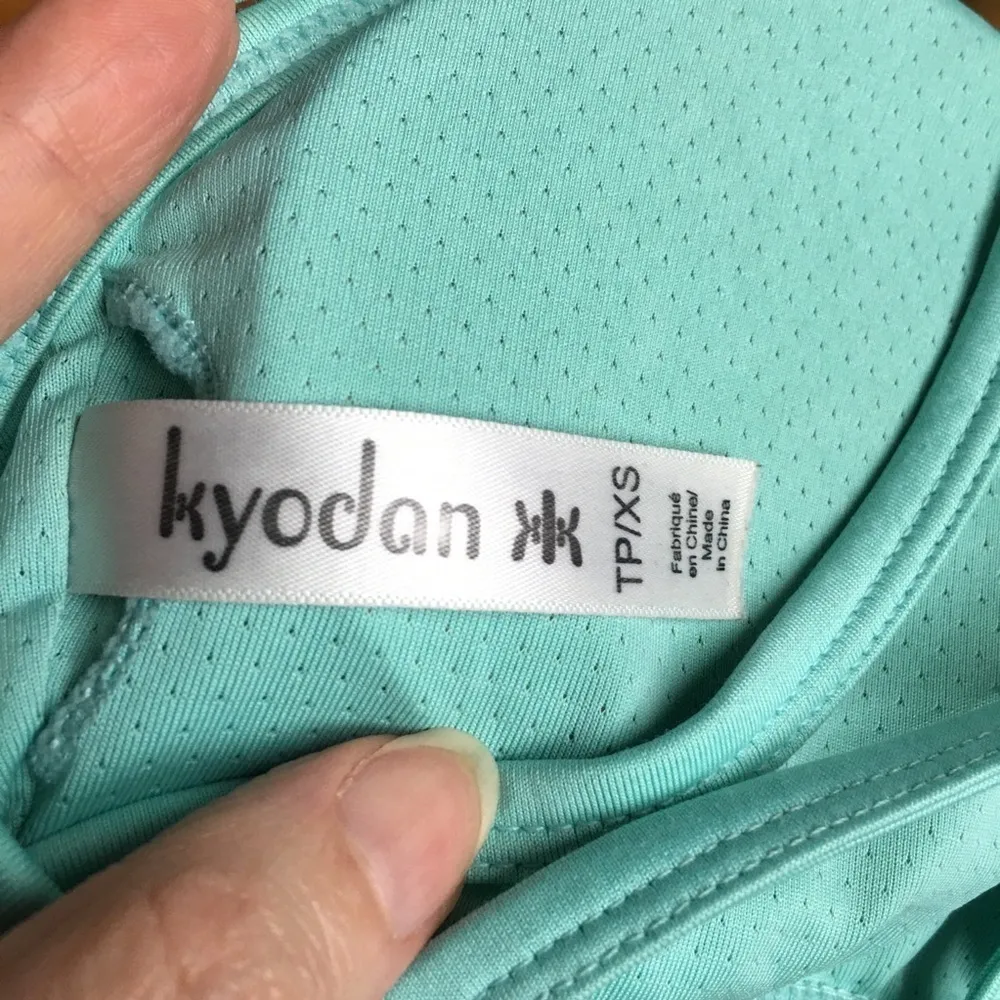 kyodan
TP/XS
Fabriqué
en Chine/
Made
in China